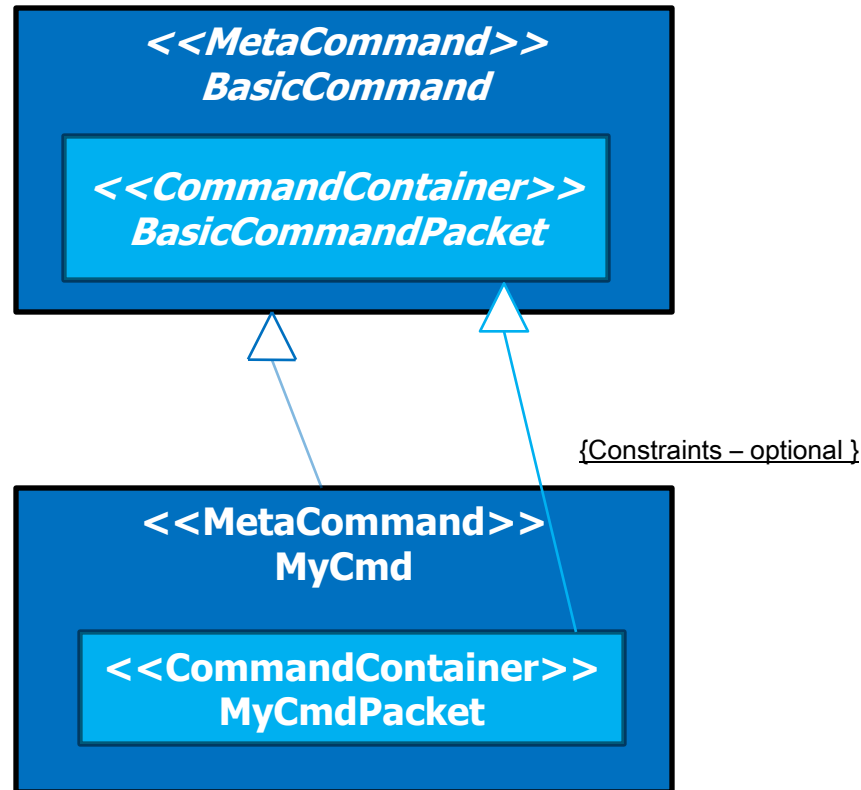 <<MetaCommand>>
BasicCommand
<<CommandContainer>>
BasicCommandPacket
{Constraints – optional }
<<MetaCommand>>
MyCmd
<<CommandContainer>>
MyCmdPacket